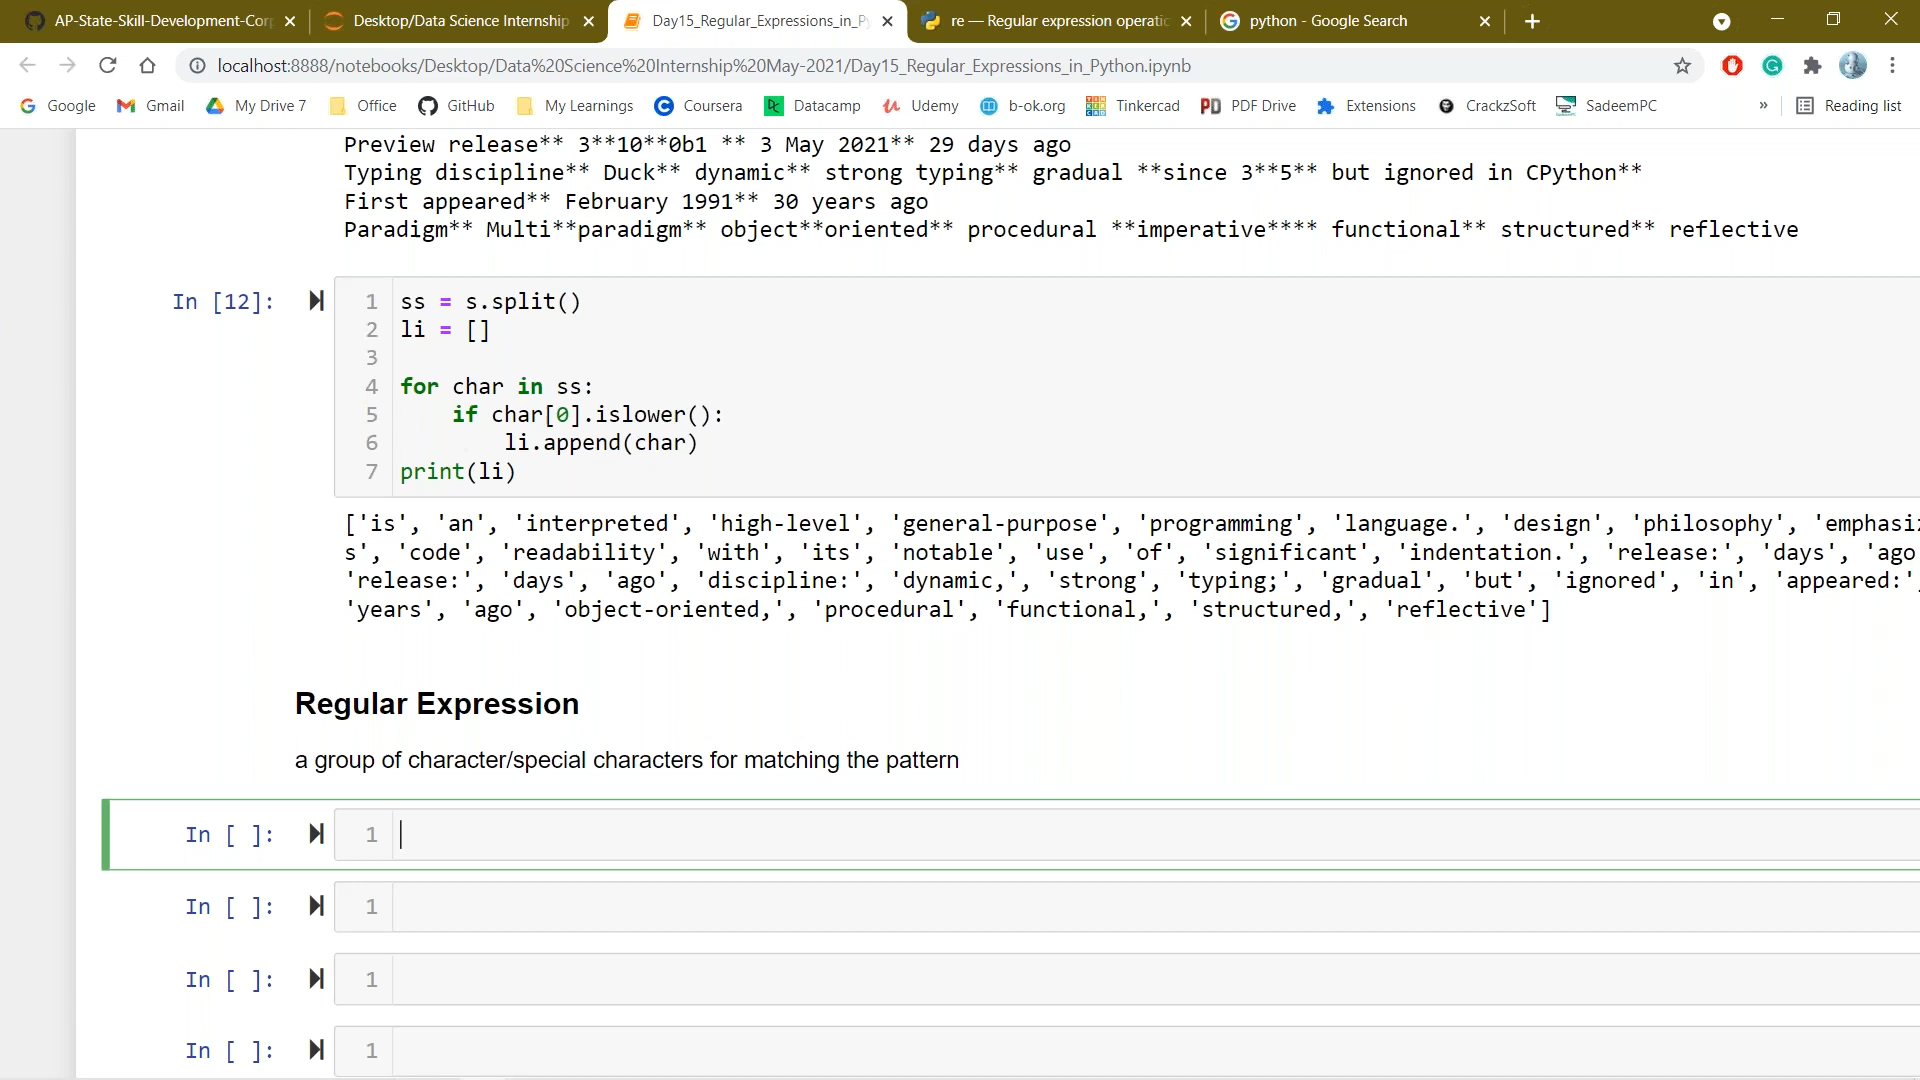 AP-State-Skill-Development-Corp
Desktop/Data Science Internship
Day15_Regular_Expressions_in_Py
re — Regular expression operatio
python - Google Search
localhost:8888/notebooks/Desktop/Data%20Science%20Internship%20May-2021/Day15_Regular_Expressions_in_Python.ipynb
Google Gmail My Drive 7 Office GitHub My Learnings Coursera Datacamp Udemy b-ok.org Tinkercad PDF Drive Extensions CrackzSoft SadeemPC » Reading list
Preview release** 3**10**0b1 ** 3 May 2021** 29 days ago
Typing discipline** Duck** dynamic** strong typing** gradual **since 3**5** but ignored in CPython**
First appeared** February 1991** 30 years ago
Paradigm** Multi**paradigm** object**oriented** procedural **imperative**** functional** structured** reflective
In [12]:
1 ss = s.split()
2 li = []
3
4 for char in ss:
5 if char[0].islower():
6 li.append(char)
7 print(li)
['is', 'an', 'interpreted', 'high-level', 'general-purpose', 'programming', 'language.', 'design', 'philosophy', 'emphasiz
s', 'code', 'readability', 'with', 'its', 'notable', 'use', 'of', 'significant', 'indentation.', 'release:', 'days', 'ago
'release:', 'days', 'ago', 'discipline:', 'dynamic,', 'strong', 'typing;', 'gradual', 'but', 'ignored', 'in', 'appeared:',
'years', 'ago', 'object-oriented,', 'procedural', 'functional,', 'structured,', 'reflective']
Regular Expression
a group of character/special characters for matching the pattern
In [ ]: 1
In [ ]: 1
In [ ]: 1
In [ ]: 1